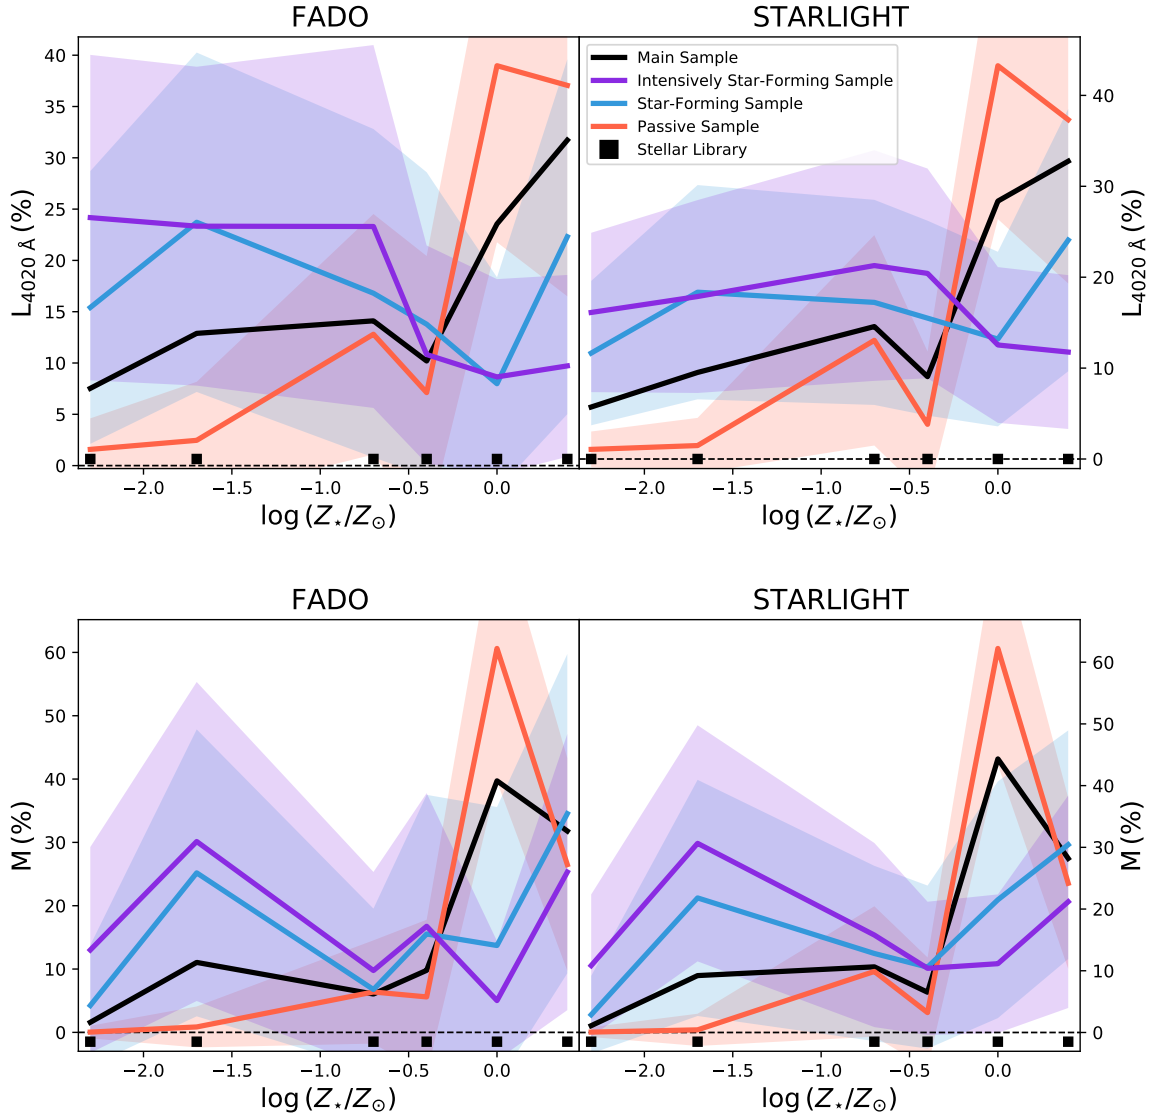 FADO
STARLIGHT
40
35
30
25
20
15
10
5
0
L4020 Å (%)
Main Sample
Intensively Star-Forming Sample
Star-Forming Sample
Passive Sample
Stellar Library
40
30
20
10
0
L4020 Å (%)
−2.0 −1.5 −1.0 −0.5 0.0
−2.0 −1.5 −1.0 −0.5 0.0
log (Z⋆/Z⊙)
log (Z⋆/Z⊙)
FADO
STARLIGHT
60
50
40
30
20
10
0
M (%)
60
50
40
30
20
10
0
M (%)
−2.0 −1.5 −1.0 −0.5 0.0
−2.0 −1.5 −1.0 −0.5 0.0
log (Z⋆/Z⊙)
log (Z⋆/Z⊙)